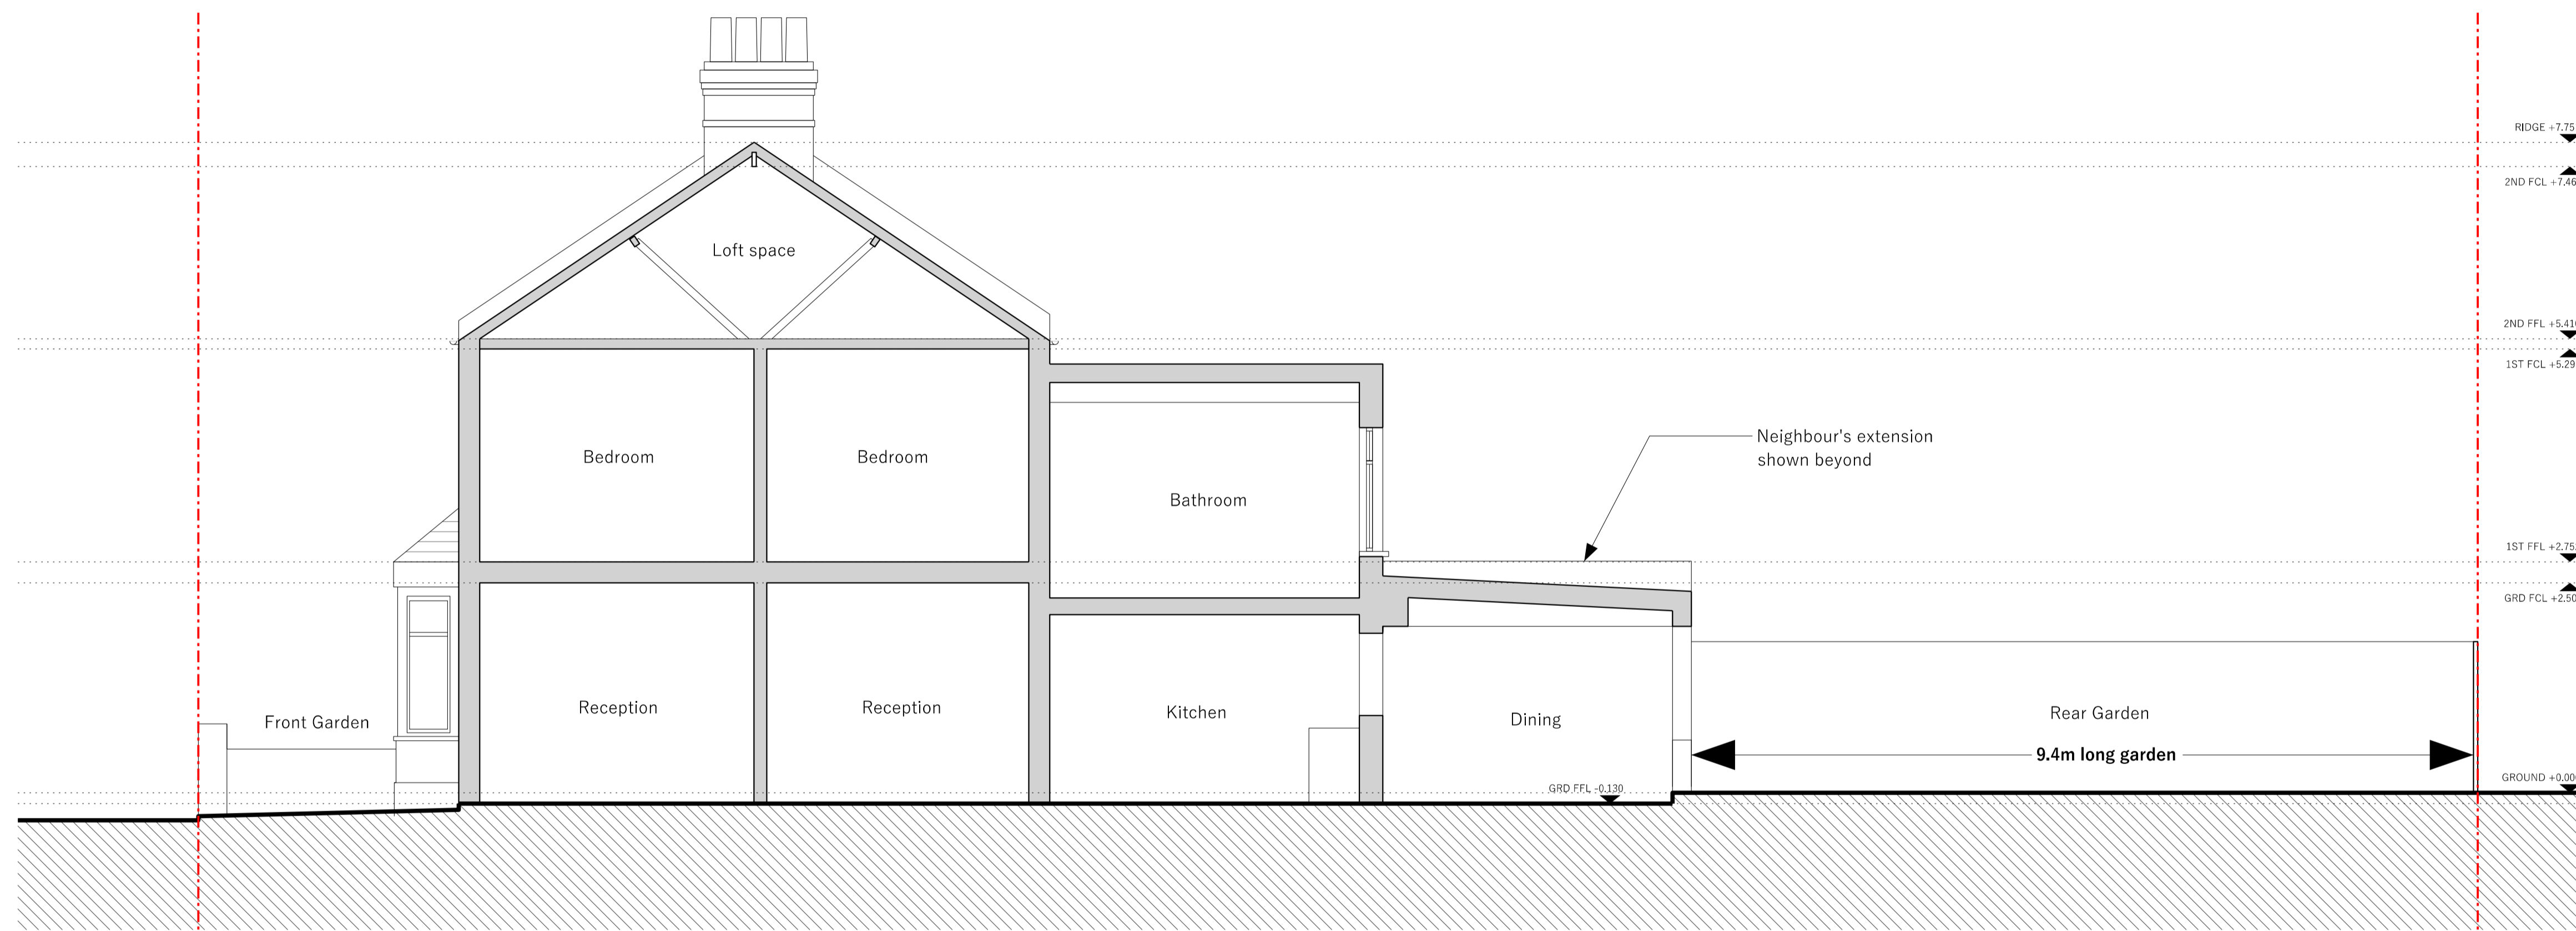 RIDGE +7.75
2ND FCL +7.46
Loft space
2ND FFL +5.41
1ST FCL +5.29
Neighbour's extension
shown beyond
Bedroom
Bedroom
Bathroom
1ST FFL +2.75
GRD FCL +2.50
Front Garden
Reception
Reception
Kitchen
Dining
Rear Garden
9.4m long garden
GROUND +0.00
GRD FFL -0.130